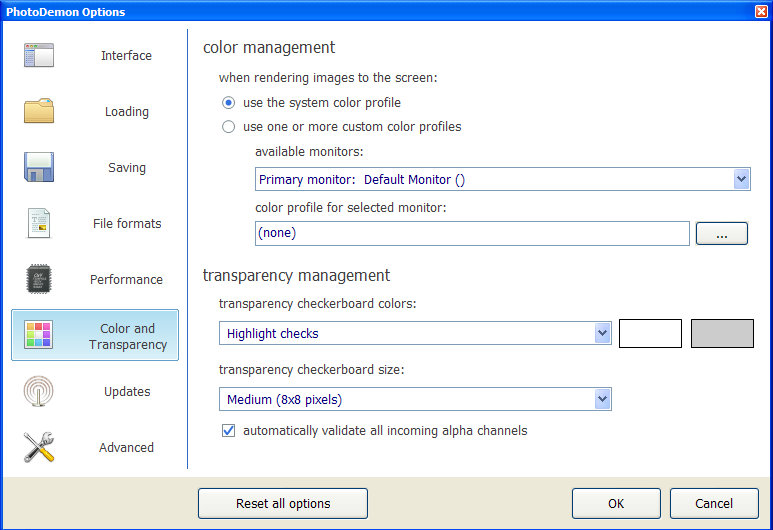 PhotoDemon Options
Interface
Loading
Saving
File formats
Performance
Color and
Transparency
Updates
Advanced
color management
when rendering images to the screen:
use the system color profile
use one or more custom color profiles
available monitors:
Primary monitor:  Default Monitor ()
color profile for selected monitor:
(none)
...
transparency management
transparency checkerboard colors:
Highlight checks
transparency checkerboard size:
Medium (8x8 pixels)
automatically validate all incoming alpha channels
Reset all options
OK
Cancel